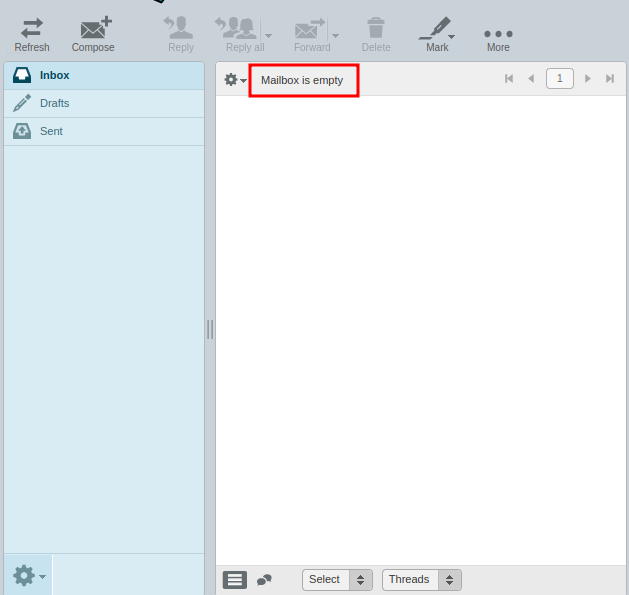 Refresh
Compose
Reply
Reply all
Forward
Delete
Mark
More
Inbox
Drafts
Sent
Mailbox is empty
1
Select
Threads